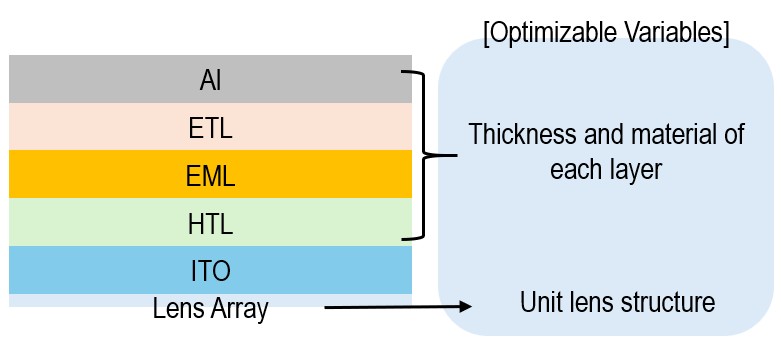 [Optimizable Variables]
Al
ETL
EML
HTL
ITO
Lens Array
Thickness and material of
each layer
Unit lens structure